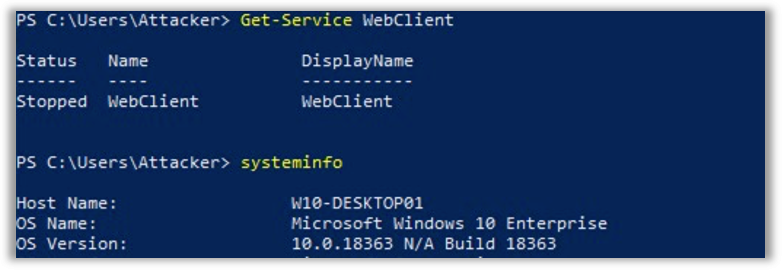 PS C:\Users\Attacker> Get-Service WebClient
Status Name DisplayName
------ ---- -----------
Stopped WebClient WebClient
PS C:\Users\Attacker> systeminfo
Host Name: W10-DESKTOP01
OS Name: Microsoft Windows 10 Enterprise
OS Version: 10.0.18363 N/A Build 18363